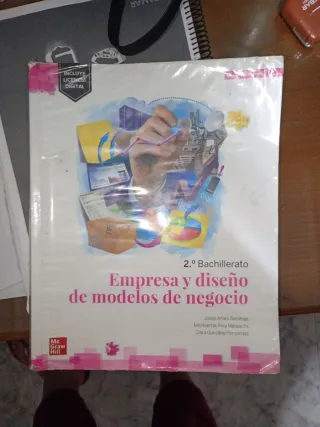 INCLUYE
LICENCIA
DIGITAL
2.º Bachillerato
Empresa y diseño
de modelos de negocio
Mc
Graw
Hill